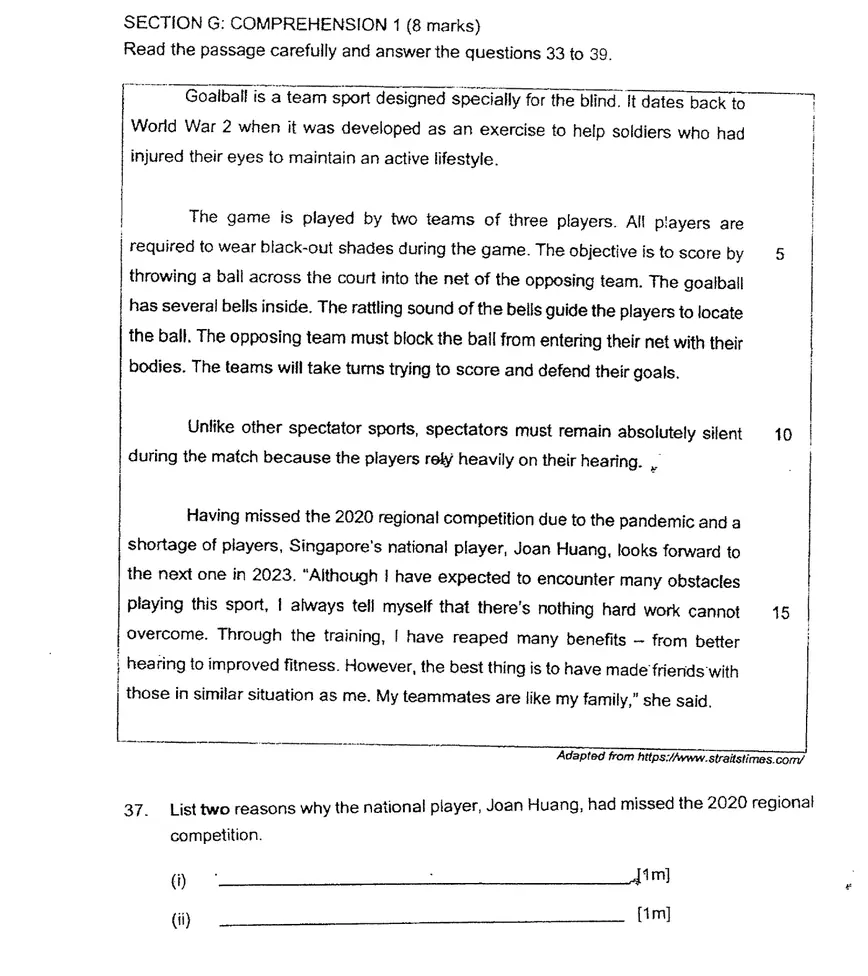 SECTION G: COMPREHENSION 1 (8 marks)
Read the passage carefully and answer the questions 33 to 39.
Goalball is a team sport designed specially for the blind. It dates back to
World War 2 when it was developed as an exercise to help soldiers who had
injured their eyes to maintain an active lifestyle.
The game is played by two teams of three players. All players are
required to wear black-out shades during the game. The objective is to score by 5
throwing a ball across the court into the net of the opposing team. The goalball
has several bells inside. The rattling sound of the bells guide the players to locate
the ball. The opposing team must block the ball from entering their net with their
bodies. The teams will take turns trying to score and defend their goals.
Unlike other spectator sports, spectators must remain absolutely silent 10
during the match because the players rely heavily on their hearing.
Having missed the 2020 regional competition due to the pandemic and a
shortage of players, Singapore's national player, Joan Huang, looks forward to
the next one in 2023. "Although I have expected to encounter many obstacles
playing this sport, I always tell myself that there's nothing hard work cannot 15
overcome. Through the training, I have reaped many benefits – from better
hearing to improved fitness. However, the best thing is to have made friends with
those in similar situation as me. My teammates are like my family," she said.
Adapted from https://www.straitstimes.com/
37. List two reasons why the national player, Joan Huang, had missed the 2020 regional
competition.
(i) [1m]
(ii) [1m]